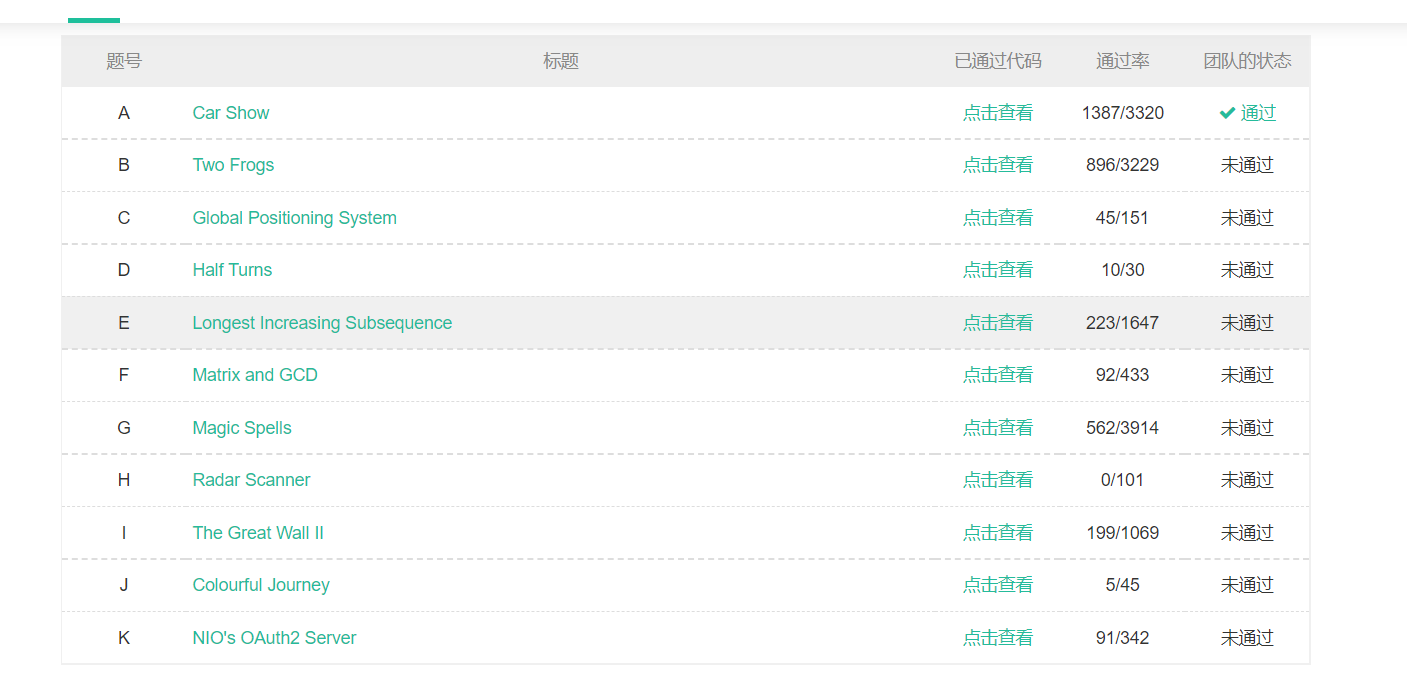 题号 标题 已通过代码 通过率 团队的状态
A Car Show 点击查看 1387/3320 ✔ 通过
B Two Frogs 点击查看 896/3229 未通过
C Global Positioning System 点击查看 45/151 未通过
D Half Turns 点击查看 10/30 未通过
E Longest Increasing Subsequence 点击查看 223/1647 未通过
F Matrix and GCD 点击查看 92/433 未通过
G Magic Spells 点击查看 562/3914 未通过
H Radar Scanner 点击查看 0/101 未通过
I The Great Wall II 点击查看 199/1069 未通过
J Colourful Journey 点击查看 5/45 未通过
K NIO's OAuth2 Server 点击查看 91/342 未通过